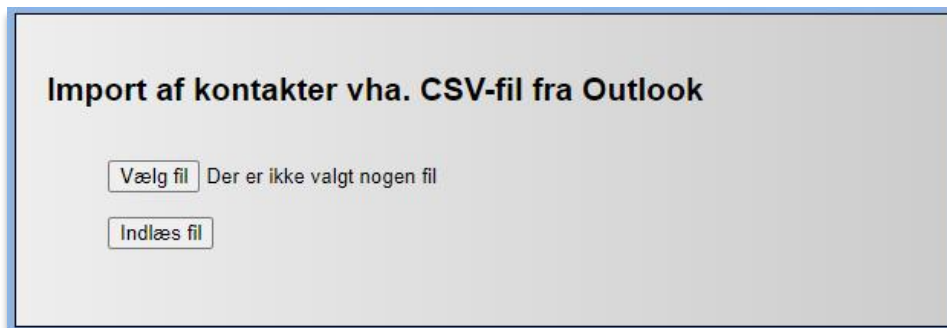 Import af kontakter vha. CSV-fil fra Outlook
Vælg fil Der er ikke valgt nogen fil
Indlæs fil